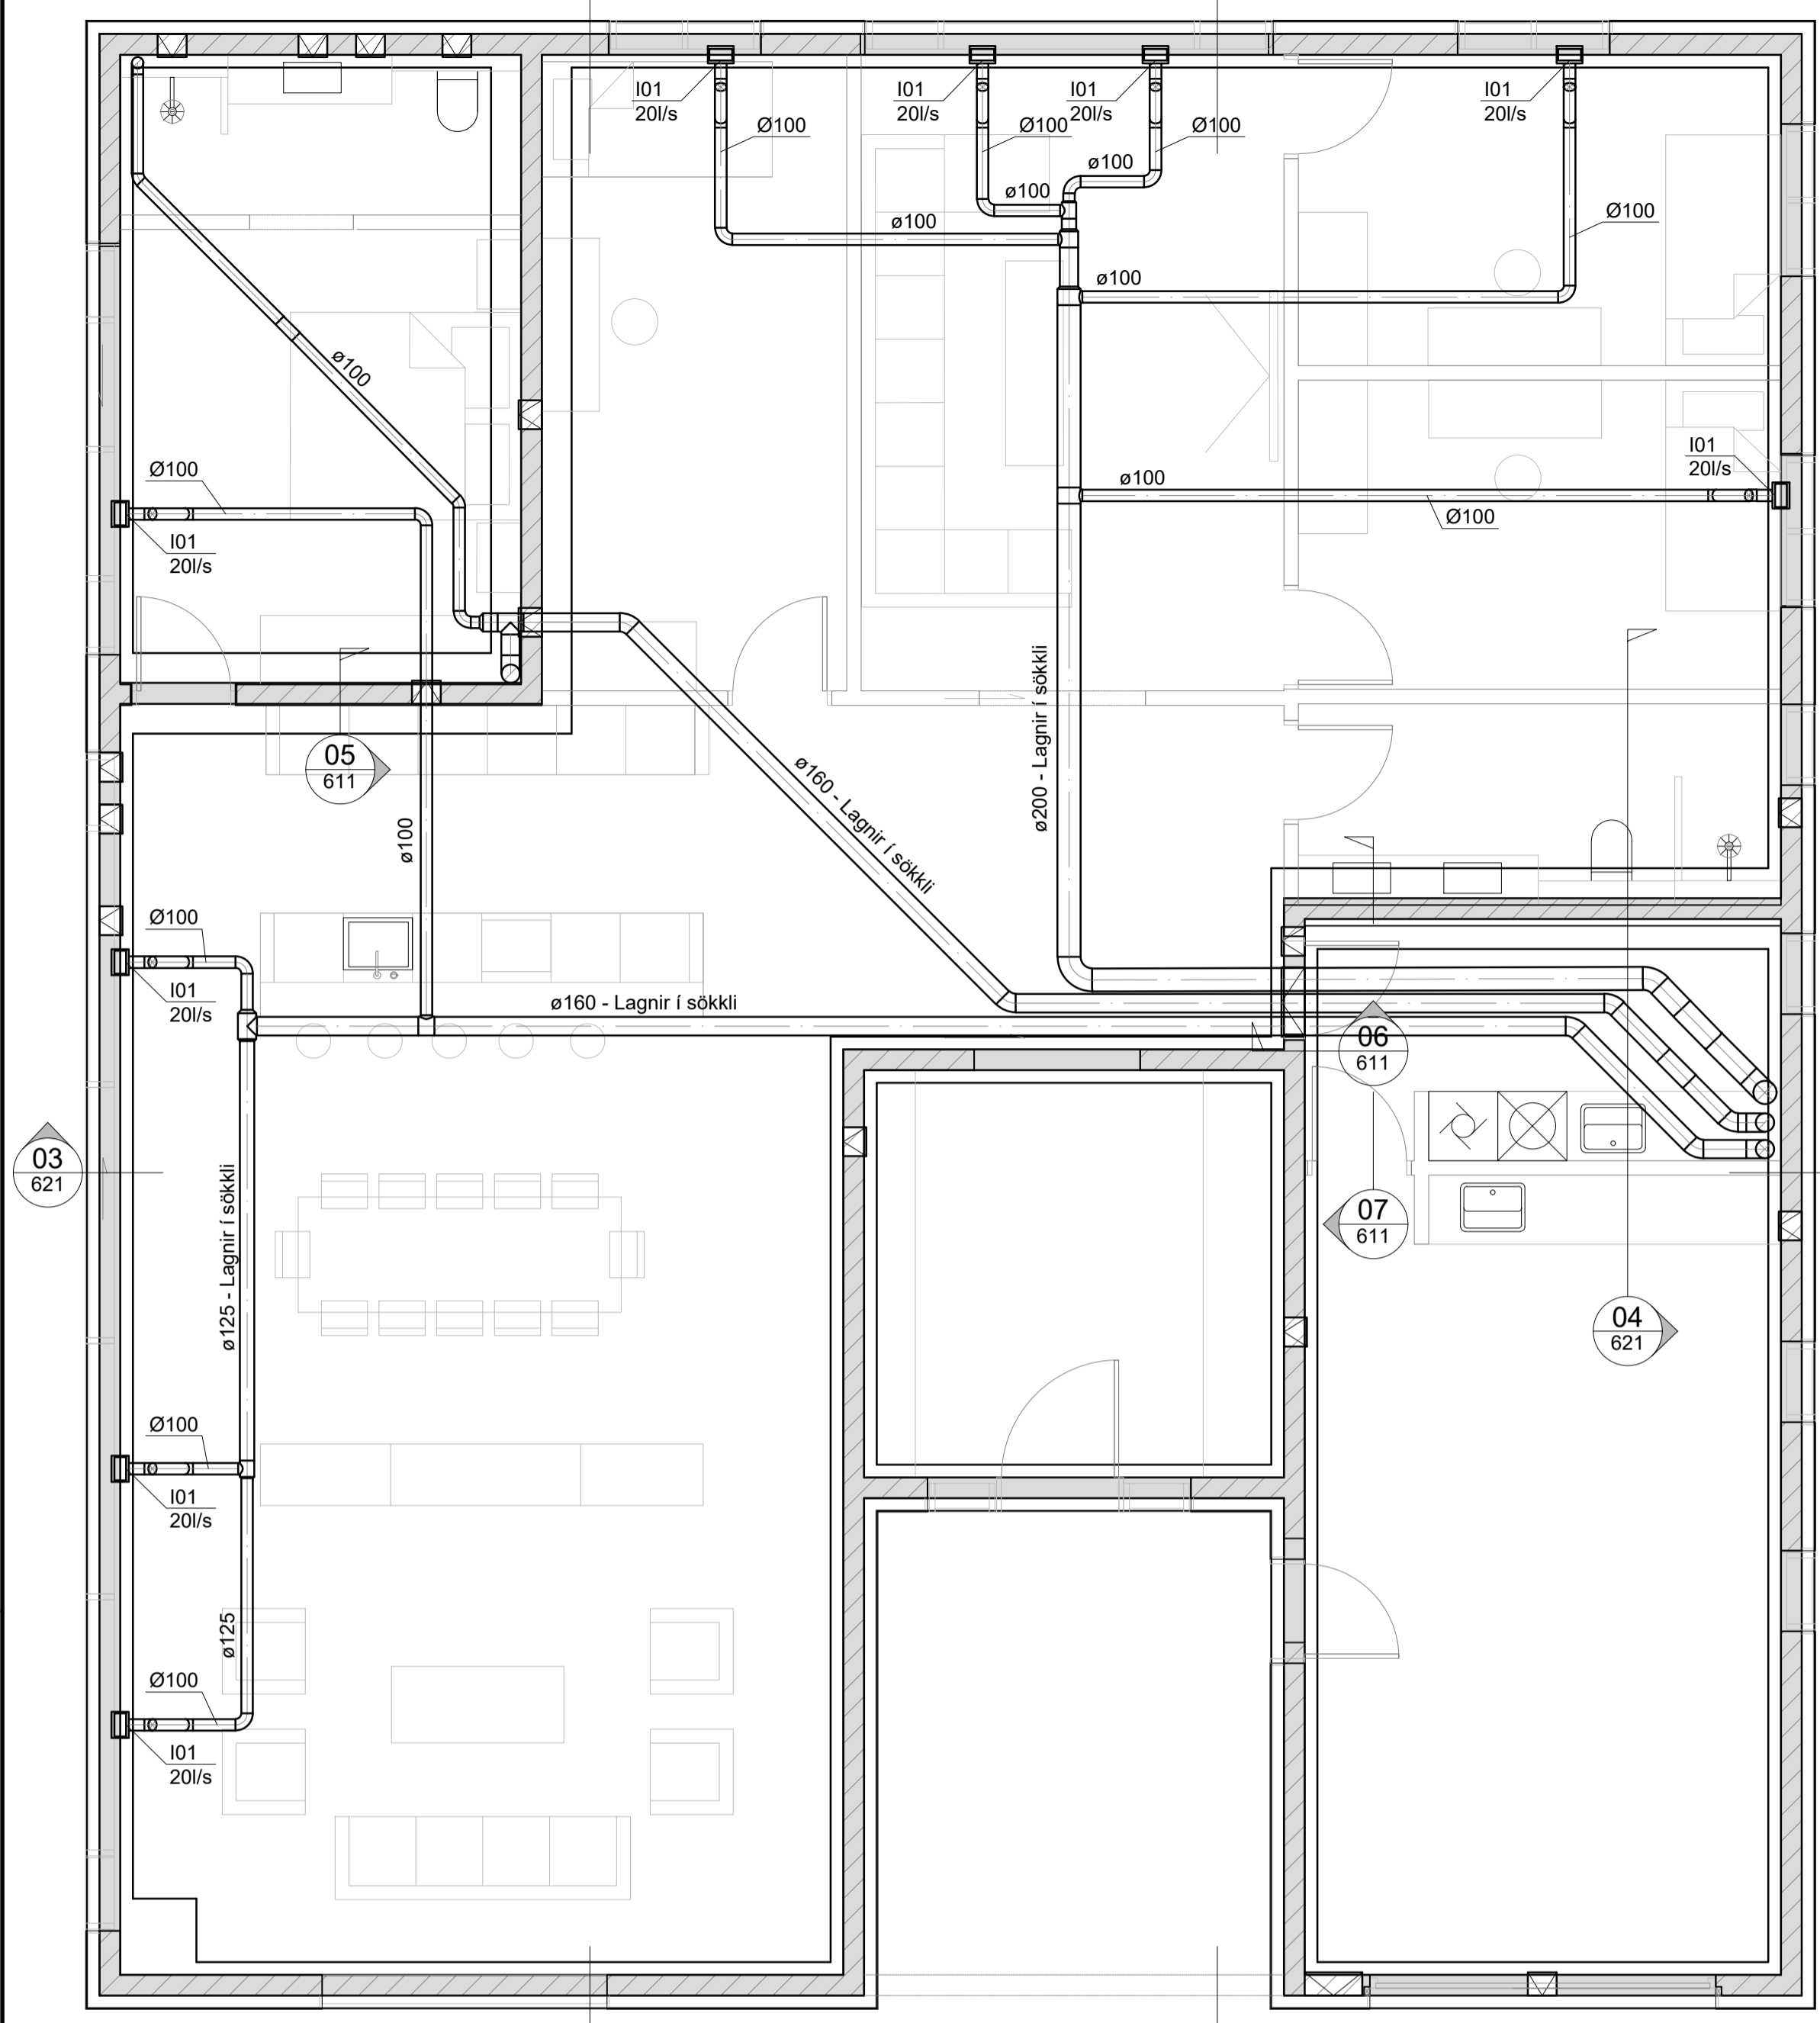 I01
20l/s
I01
20l/s
I01
20l/s
I01
20l/s
Ø100
Ø100
Ø100
ø100
ø100
ø100
Ø100
ø100
ø100
I01
20l/s
Ø100
ø100
Ø100
I01
20l/s
05
611
ø100
ø160 - Lagnir í sökkli
ø200 - Lagnir í sökkli
Ø100
I01
20l/s
ø160 - Lagnir í sökkli
06
611
03
621
ø125 - Lagnir í sökkli
07
611
04
621
Ø100
I01
20l/s
ø125
Ø100
I01
20l/s